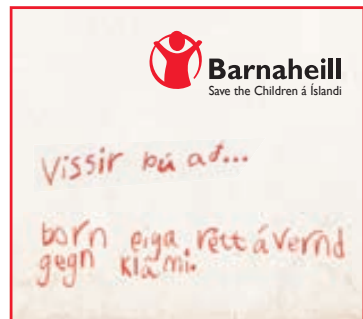 Barnaheill
Save the Children á Íslandi
Vissir þú að...
börn eiga rétt á vernd
gegn klámi.